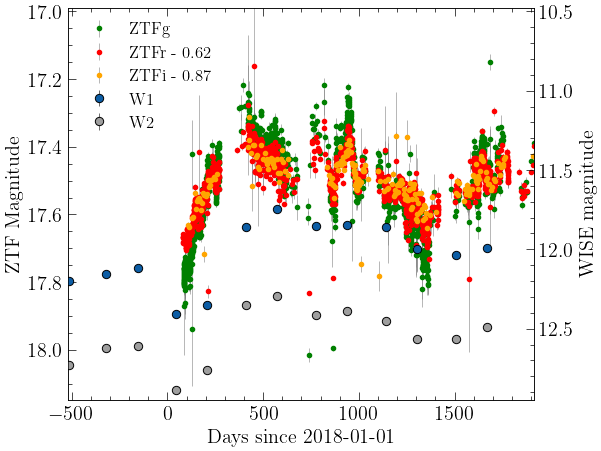 ZTFg
ZTFr - 0.62
ZTFi - 0.87
W1
W2
17.0
17.2
17.4
17.6
17.8
18.0
ZTF Magnitude
10.5
11.0
11.5
12.0
12.5
WISE magnitude
−500
0
500
1000
1500
Days since 2018-01-01